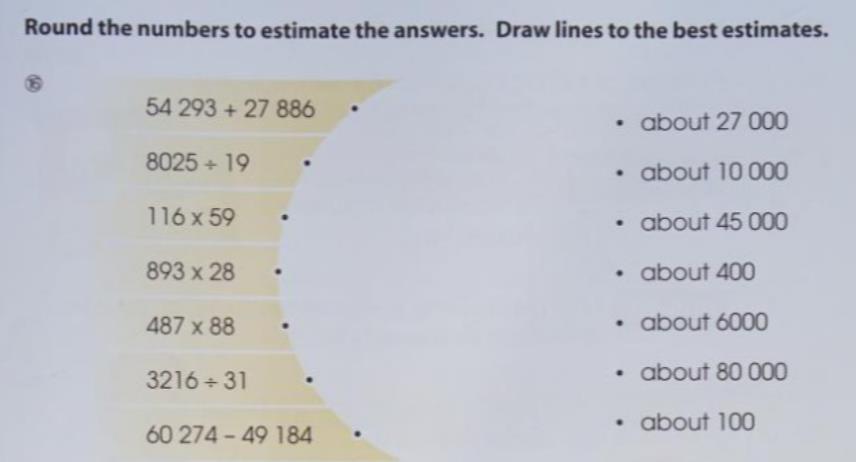 Round the numbers to estimate the answers. Draw lines to the best estimates.
⑯
54 293 + 27 886 •
8025 ÷ 19 •
116 x 59 •
893 x 28 •
487 x 88 •
3216 ÷ 31 •
60 274 – 49 184 •
• about 27 000
• about 10 000
• about 45 000
• about 400
• about 6000
• about 80 000
• about 100